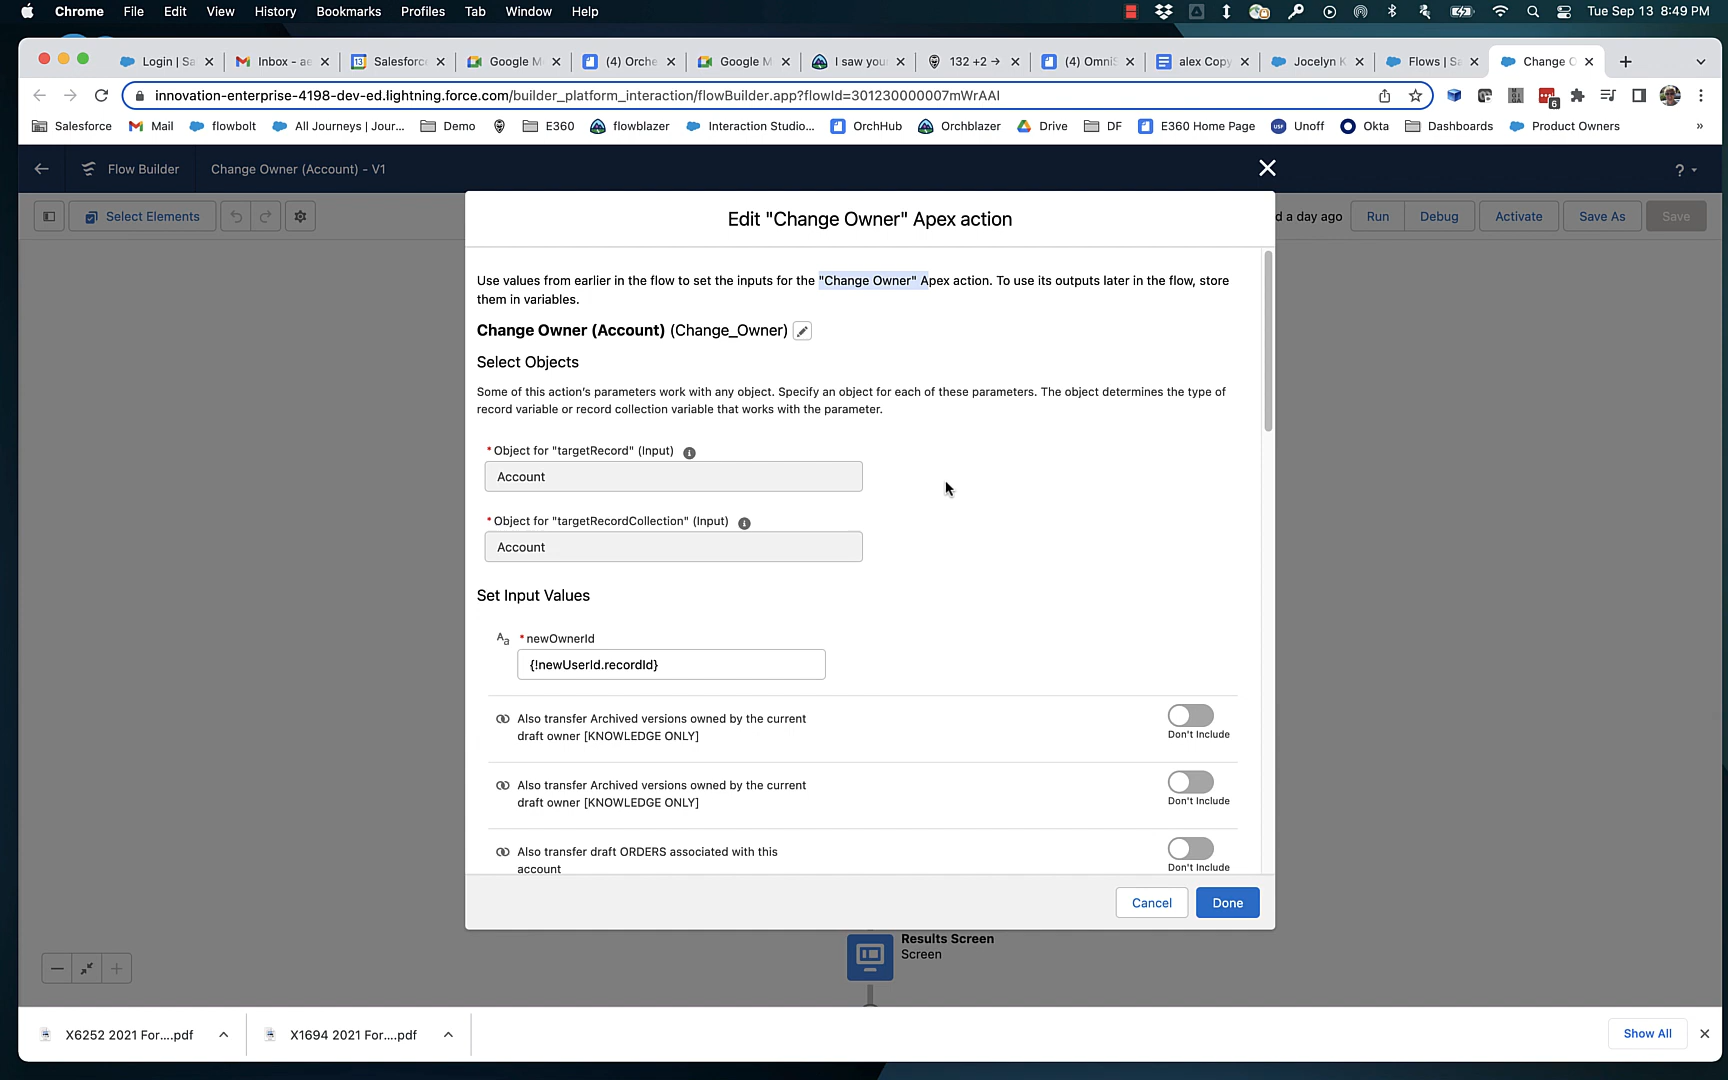 Chrome File Edit View History Bookmarks Profiles Tab Window Help Tue Sep 13 8:49 PM
Login | Sa Inbox - ae 13 Salesforc Google M (4) Orche Google M I saw you 132 +2 → (4) OmniS alex Copy Jocelyn K Flows | Sa Change O
innovation-enterprise-4198-dev-ed.lightning.force.com/builder_platform_interaction/flowBuilder.app?flowId=301230000007mWrAAI 6
Salesforce Mail flowbolt All Journeys | Jour... Demo E360 flowblazer Interaction Studio... OrchHub Orchblazer Drive DF E360 Home Page Unoff Okta Dashboards Product Owners »
Flow Builder Change Owner (Account) - V1 ?
Select Elements d a day ago Run Debug Activate Save As Save
Edit "Change Owner" Apex action
Use values from earlier in the flow to set the inputs for the "Change Owner" Apex action. To use its outputs later in the flow, store
them in variables.
Change Owner (Account) (Change_Owner)
Select Objects
Some of this action's parameters work with any object. Specify an object for each of these parameters. The object determines the type of
record variable or record collection variable that works with the parameter.
*Object for "targetRecord" (Input)
Account
*Object for "targetRecordCollection" (Input)
Account
Set Input Values
Aa *newOwnerId
{!newUserId.recordId}
Also transfer Archived versions owned by the current
draft owner [KNOWLEDGE ONLY]
Don't Include
Also transfer Archived versions owned by the current
draft owner [KNOWLEDGE ONLY]
Don't Include
Also transfer draft ORDERS associated with this
account
Don't Include
Cancel Done
Results Screen
Screen
X6252 2021 For....pdf X1694 2021 For....pdf Show All